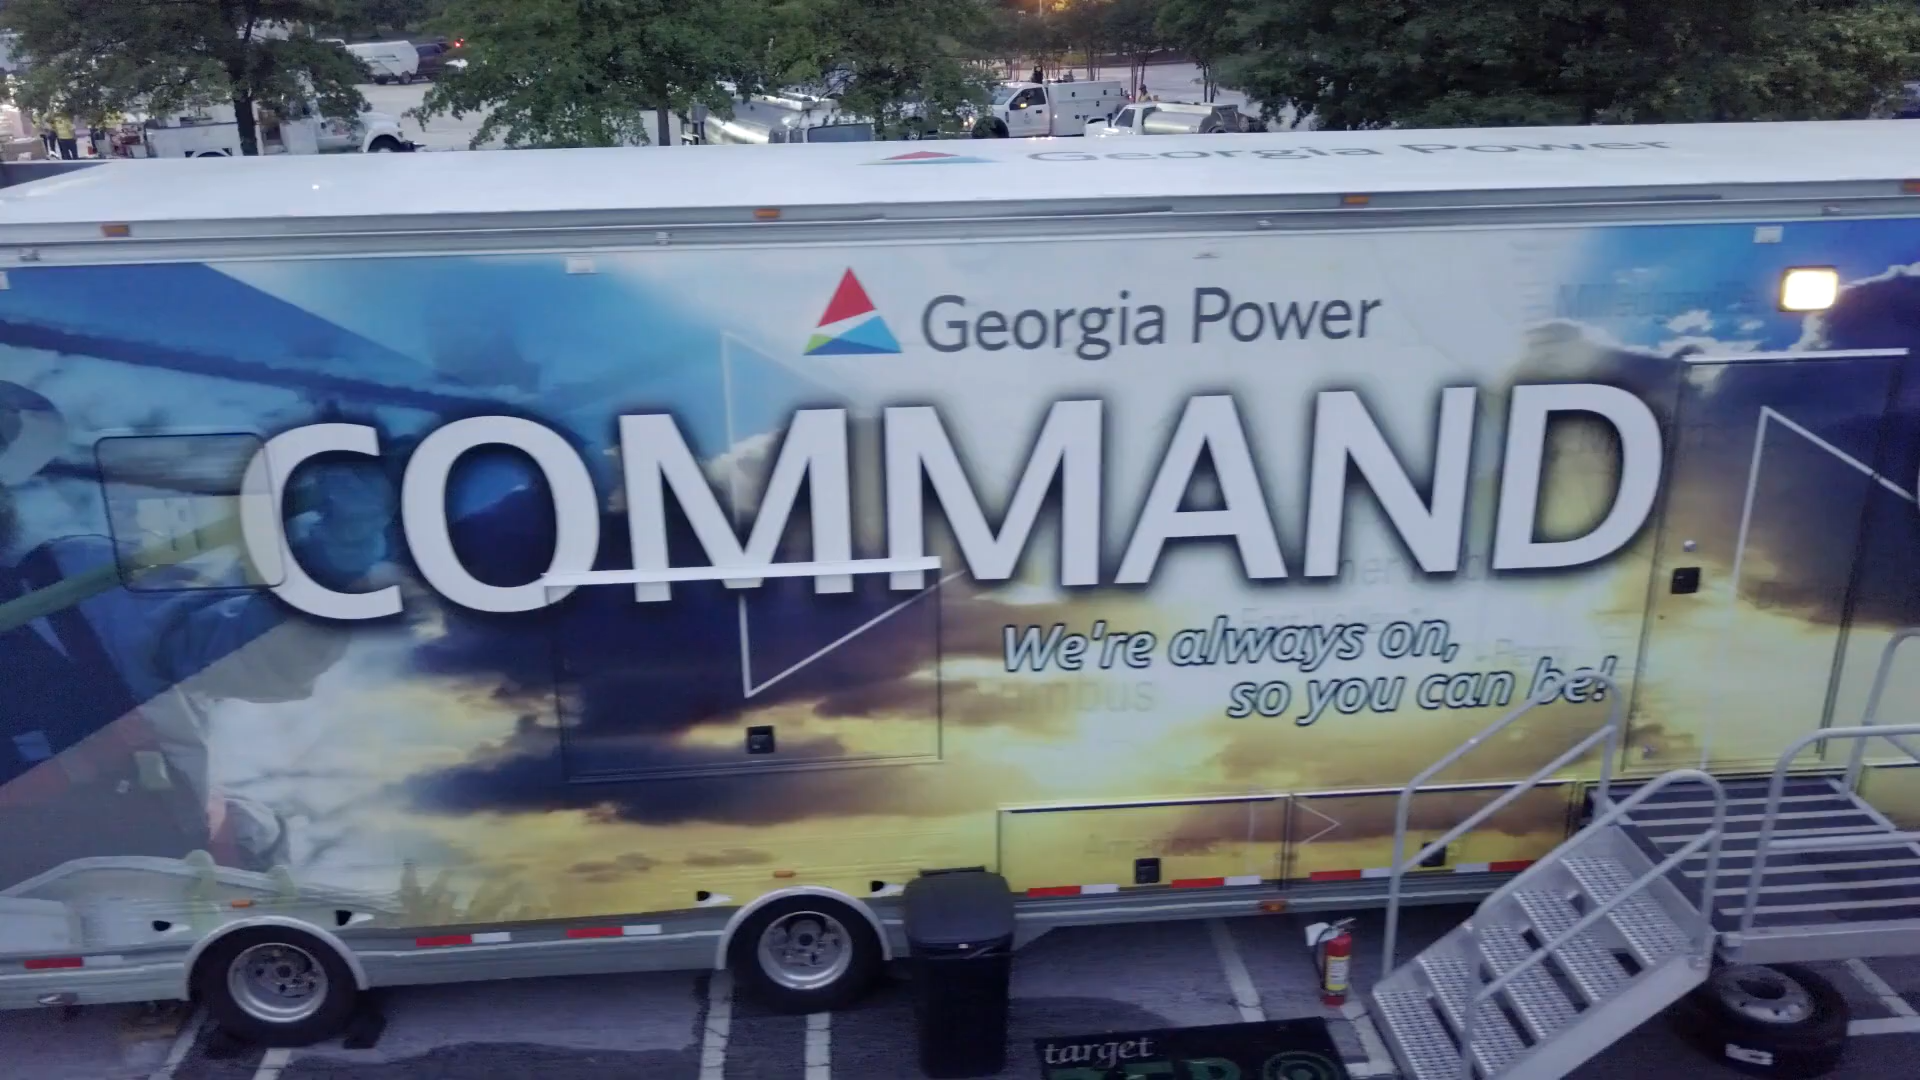 Georgia Power
Georgia Power
COMMAND
We're always on,
so you can be!
target